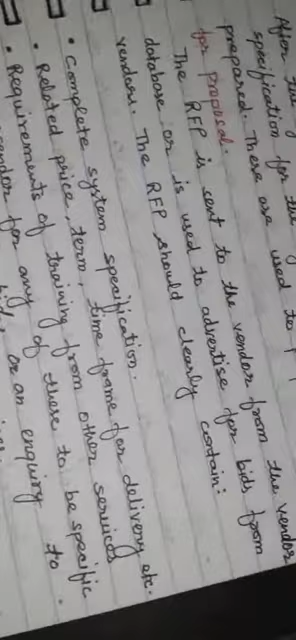 After the
specification for the
prepared. These are used to
for proposal.
The RFP is sent to the vendor from the vendor
database or is used to advertise for bids from
vendors. The RFP should clearly contain:
• Complete system specification.
• Related price, term, time frame for delivery etc.
• Requirements of training from other services
• for any of these to be specific
or an enquiry to